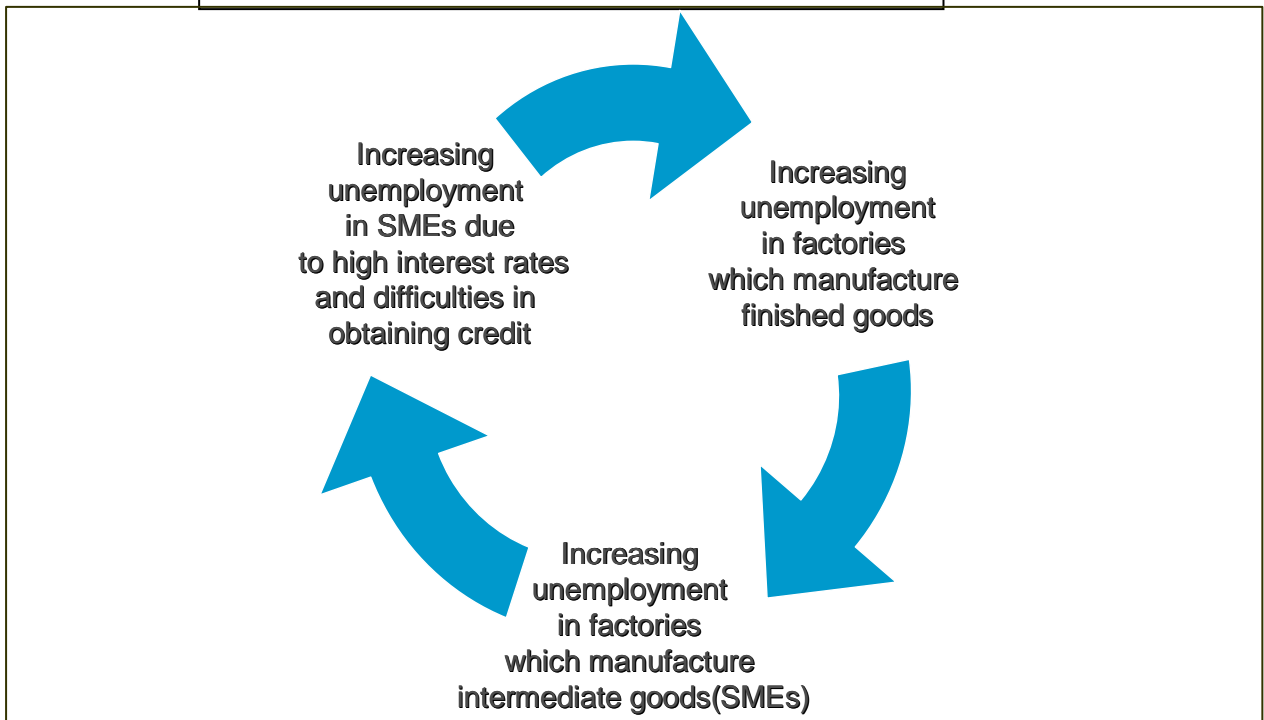 Increasing
unemployment
in SMEs due
to high interest rates
and difficulties in
obtaining credit
Increasing
unemployment
in factories
which manufacture
finished goods
Increasing
unemployment
in factories
which manufacture
intermediate goods(SMEs)